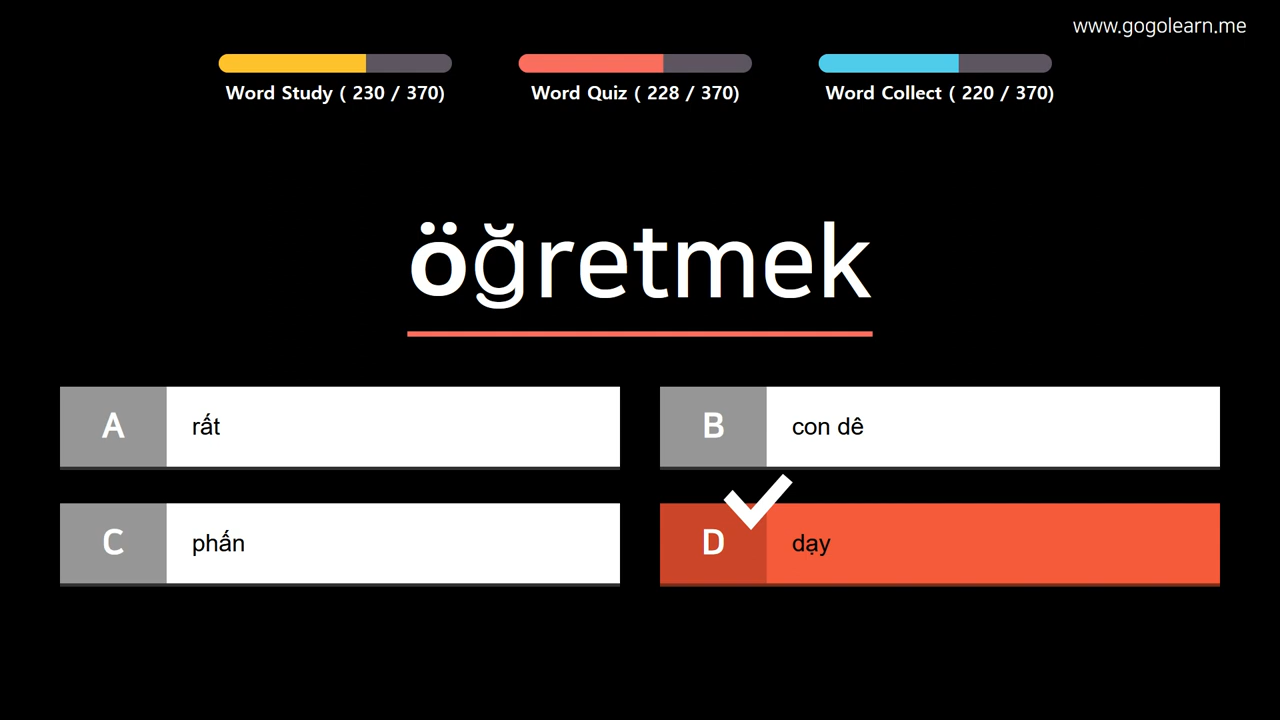 www.gogolearn.me
Word Study ( 230 / 370)
Word Quiz ( 228 / 370)
Word Collect ( 220 / 370)
öğretmek
A rất
B con dê
C phấn
D dạy